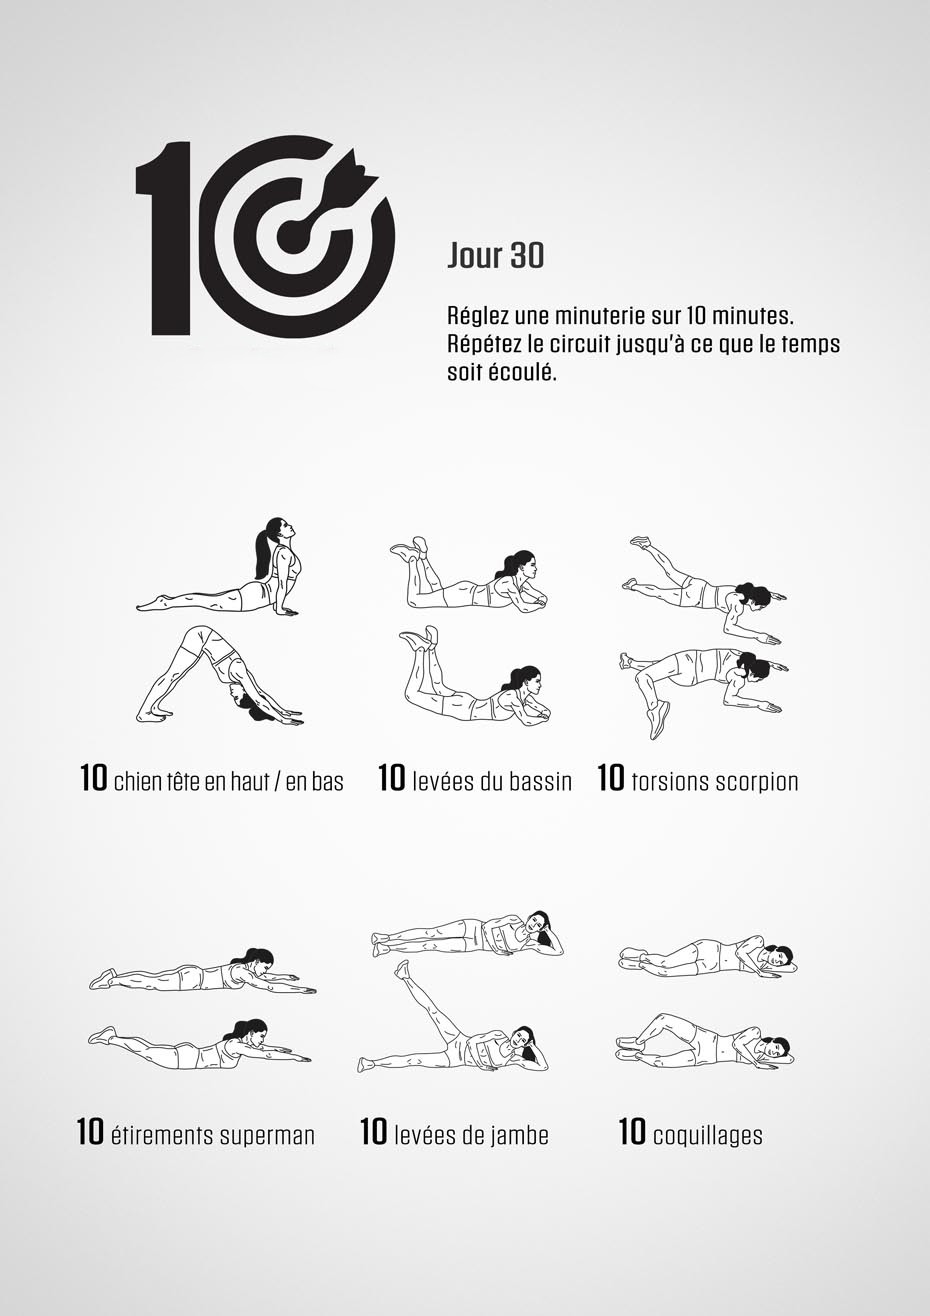 10
Jour 30
Réglez une minuterie sur 10 minutes.
Répétez le circuit jusqu'à ce que le temps
soit écoulé.
10 chien tête en haut / en bas
10 levées du bassin
10 torsions scorpion
10 étirements superman
10 levées de jambe
10 coquillages